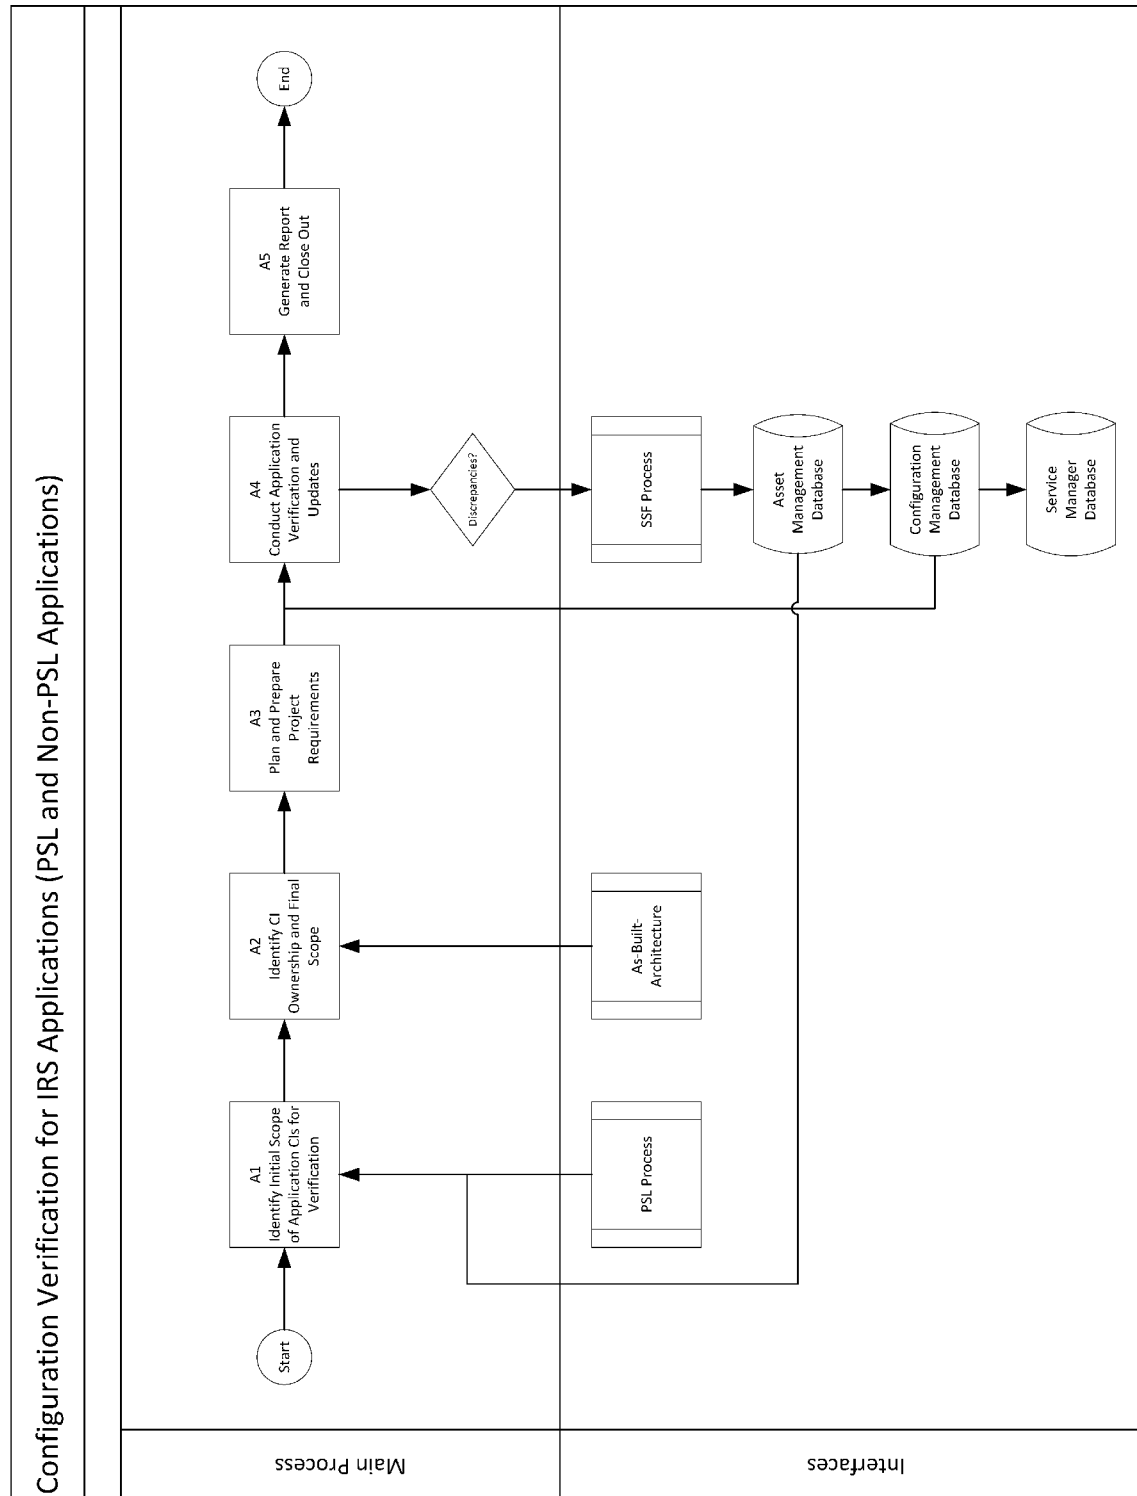 Configuration Verification for IRS Applications (PSL and Non-PSL Applications)
Main Process
Start
A1
Identify Initial Scope
of Application CIs for
Verification
A2
Identify CI
Ownership and Final
Scope
A3
Plan and Prepare
Project
Requirements
A4
Conduct Application
Verification and
Updates
A5
Generate Report
and Close Out
End
Discrepancies?
Interfaces
PSL Process
As-Built-
Architecture
SSF Process
Asset
Management
Database
Configuration
Management
Database
Service
Manager
Database